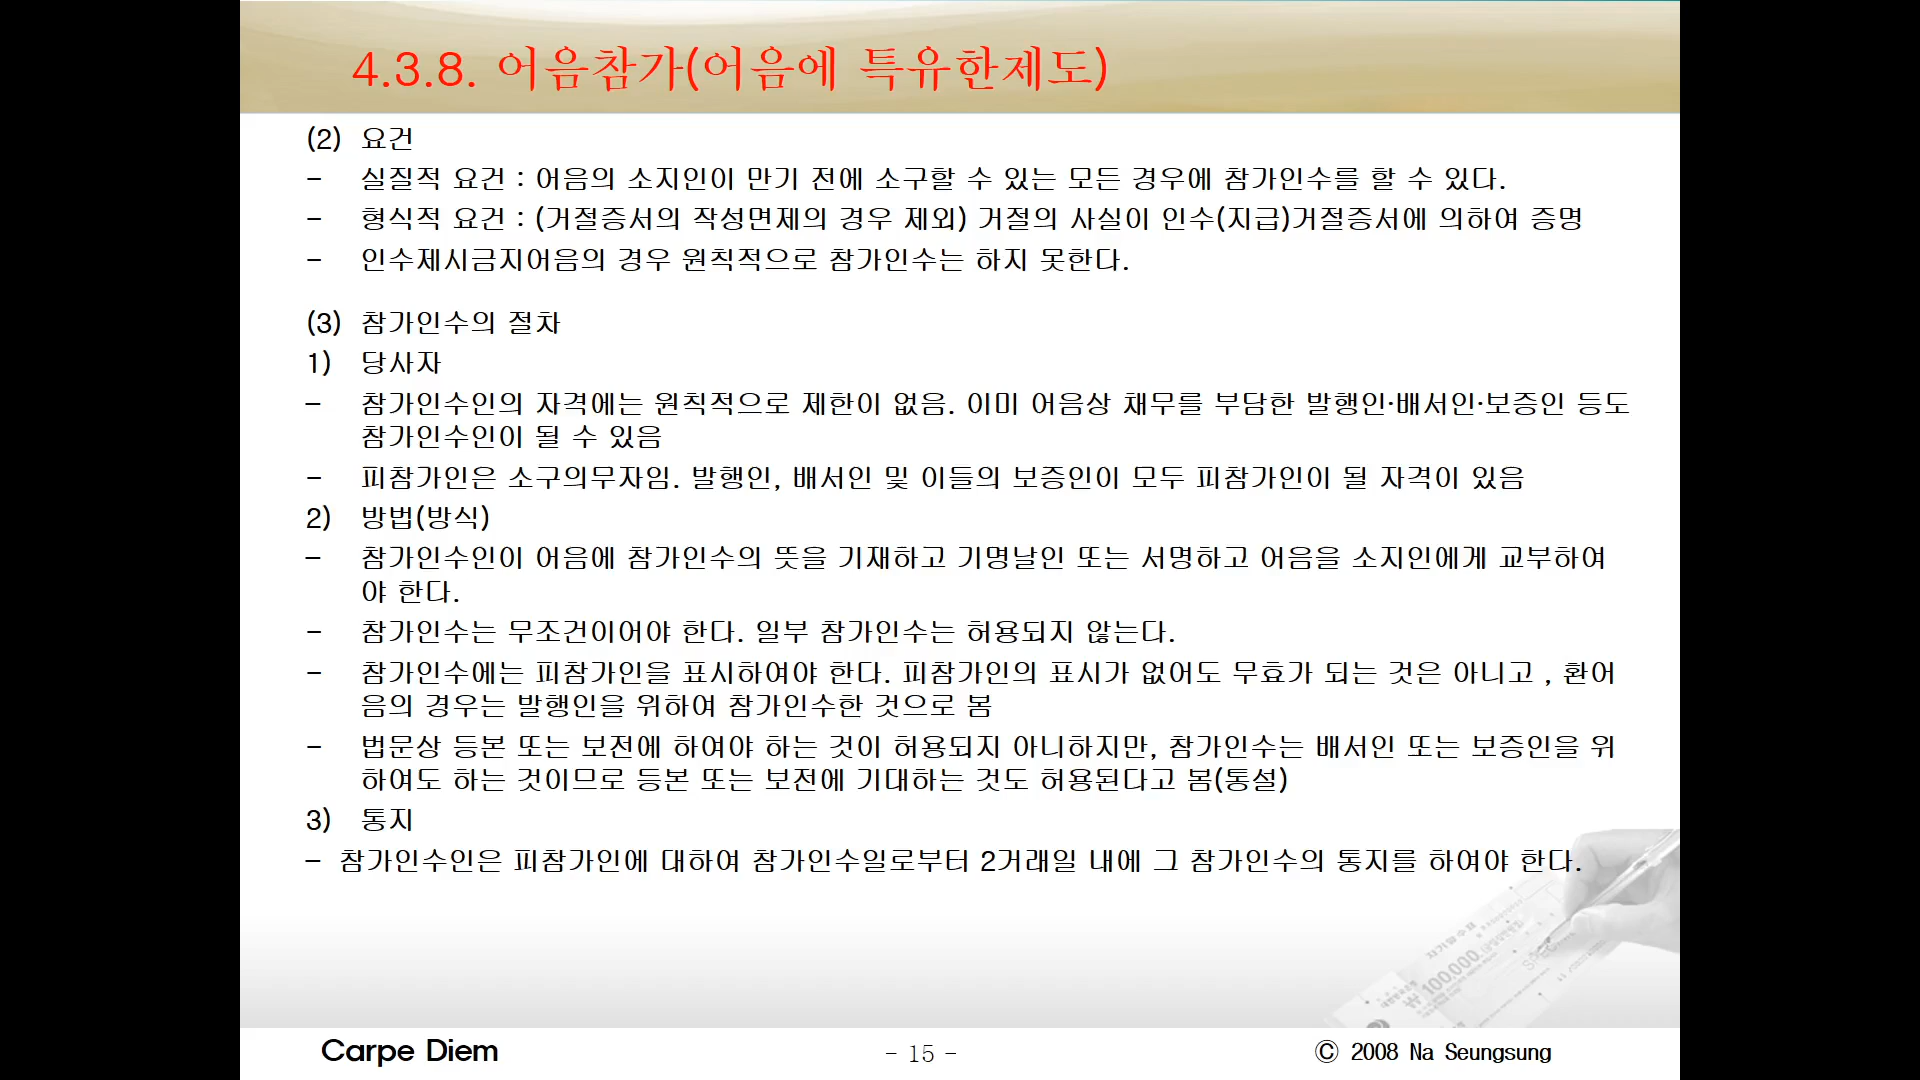 4.3.8. 어음참가(어음에 특유한제도)
(2) 요건
- 실질적 요건 : 어음의 소지인이 만기 전에 소구할 수 있는 모든 경우에 참가인수를 할 수 있다.
- 형식적 요건 : (거절증서의 작성면제의 경우 제외) 거절의 사실이 인수(지급)거절증서에 의하여 증명
- 인수제시금지어음의 경우 원칙적으로 참가인수는 하지 못한다.
(3) 참가인수의 절차
1) 당사자
- 참가인수인의 자격에는 원칙적으로 제한이 없음. 이미 어음상 채무를 부담한 발행인·배서인·보증인 등도
참가인수인이 될 수 있음
- 피참가인은 소구의무자임. 발행인, 배서인 및 이들의 보증인이 모두 피참가인이 될 자격이 있음
2) 방법(방식)
- 참가인수인이 어음에 참가인수의 뜻을 기재하고 기명날인 또는 서명하고 어음을 소지인에게 교부하여
야 한다.
- 참가인수는 무조건이어야 한다. 일부 참가인수는 허용되지 않는다.
- 참가인수에는 피참가인을 표시하여야 한다. 피참가인의 표시가 없어도 무효가 되는 것은 아니고 , 환어
음의 경우는 발행인을 위하여 참가인수한 것으로 봄
- 법문상 등본 또는 보전에 하여야 하는 것이 허용되지 아니하지만, 참가인수는 배서인 또는 보증인을 위
하여도 하는 것이므로 등본 또는 보전에 기대하는 것도 허용된다고 봄(통설)
3) 통지
- 참가인수인은 피참가인에 대하여 참가인수일로부터 2거래일 내에 그 참가인수의 통지를 하여야 한다.
자기앞수표
₩100,000
Carpe Diem
- 15 -
ⓒ 2008 Na Seungsung